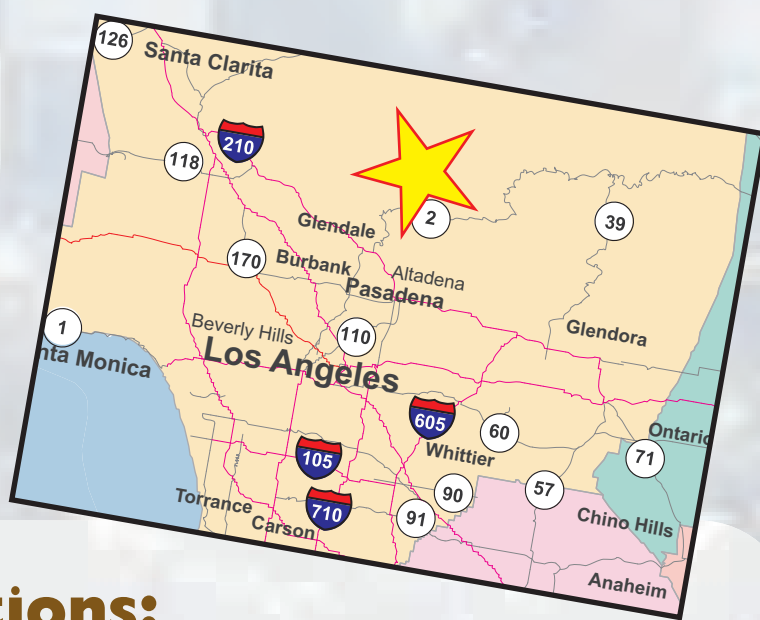 126
Santa Clarita
210
118
Glendale
2
39
170
Burbank
Altadena
Pasadena
1
Beverly Hills
110
Glendora
nta Monica
Los Angeles
605
60
Ontario
105
Whittier
71
Torrance
710
90
57
Carson
91
Chino Hills
Anaheim
tions: